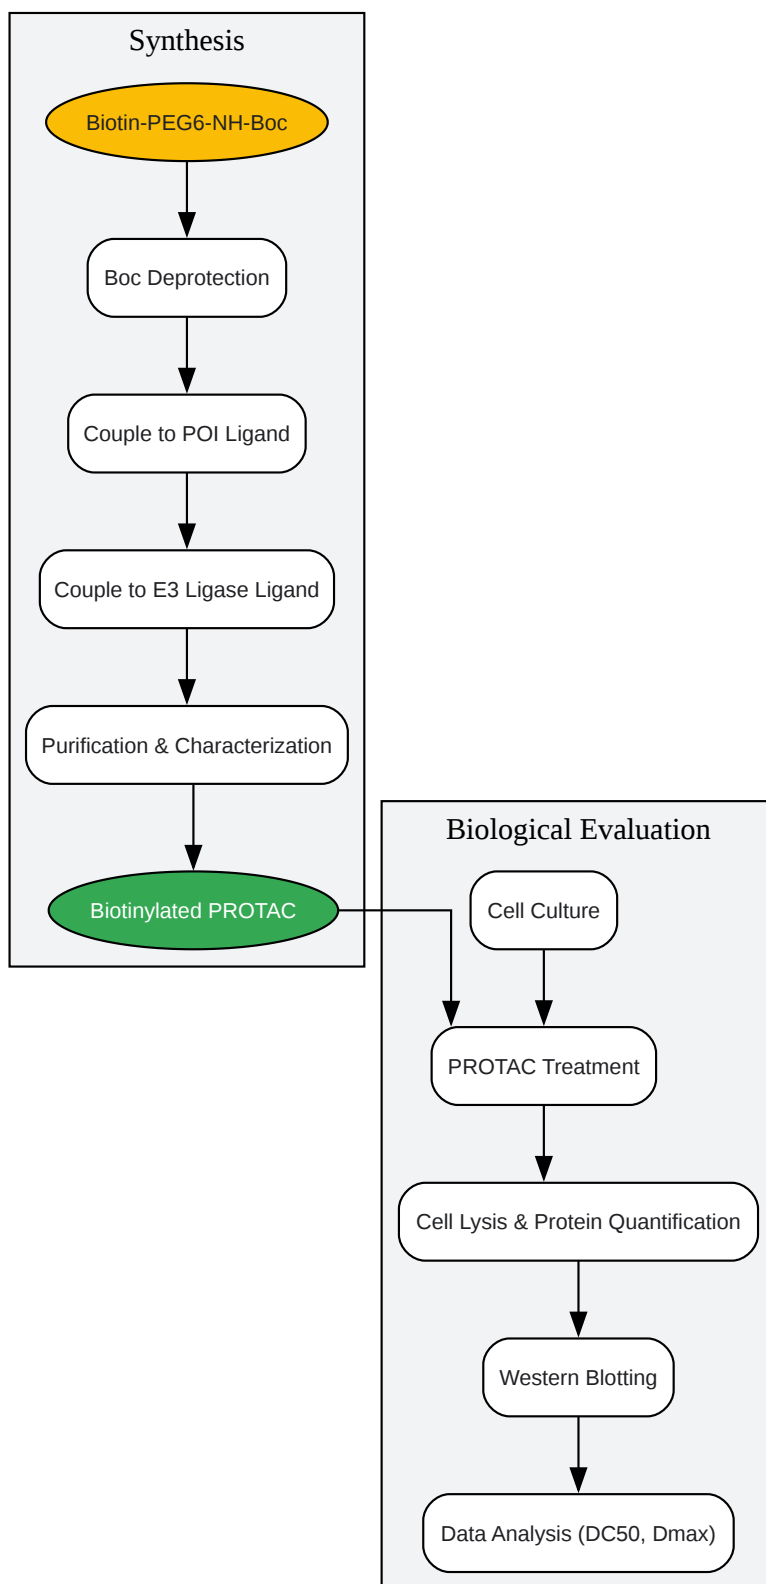 Synthesis
Biotin-PEG6-NH-Boc
Boc Deprotection
Couple to POI Ligand
Couple to E3 Ligase Ligand
Purification & Characterization
Biotinylated PROTAC
Biological Evaluation
Cell Culture
PROTAC Treatment
Cell Lysis & Protein Quantification
Western Blotting
Data Analysis (DC50, Dmax)